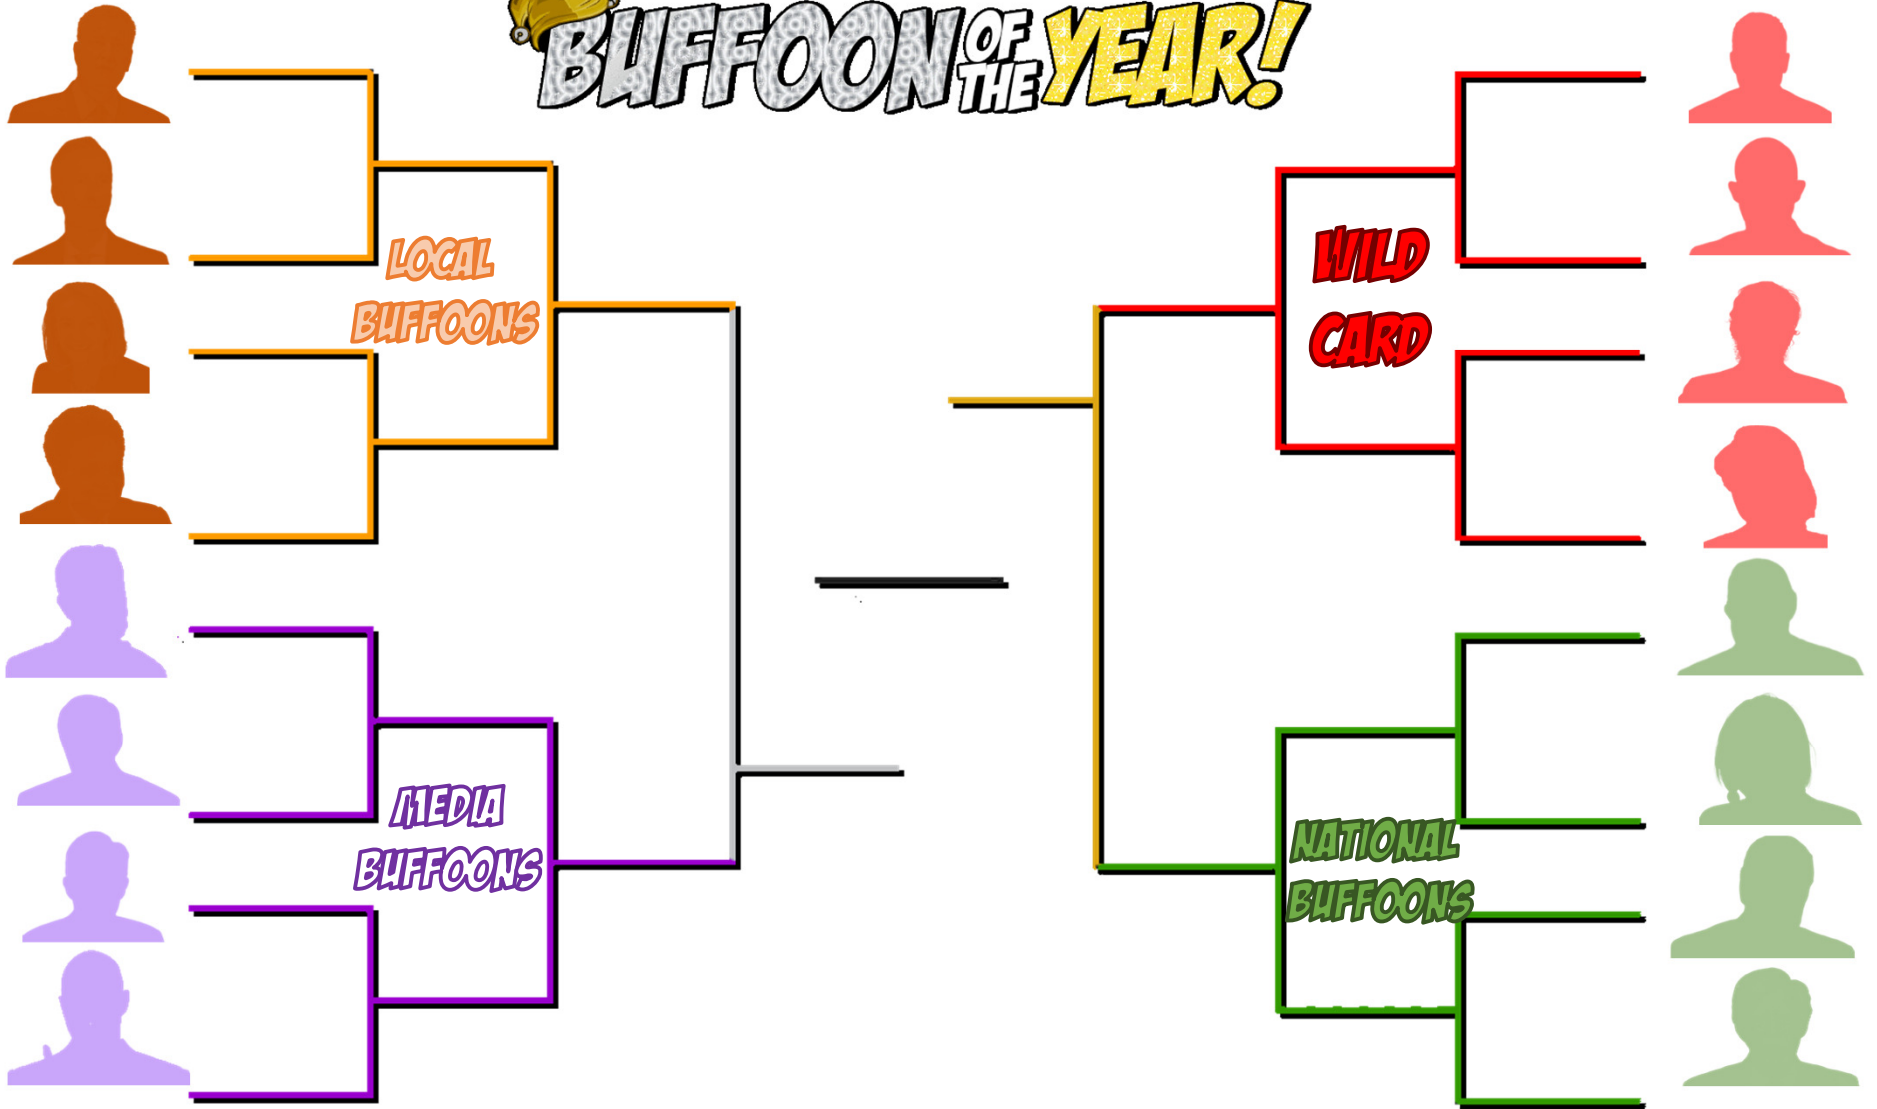 BUFFOON OF THE YEAR!
LOCAL
BUFFOONS
WILD
CARD
MEDIA
BUFFOONS
NATIONAL
BUFFOONS